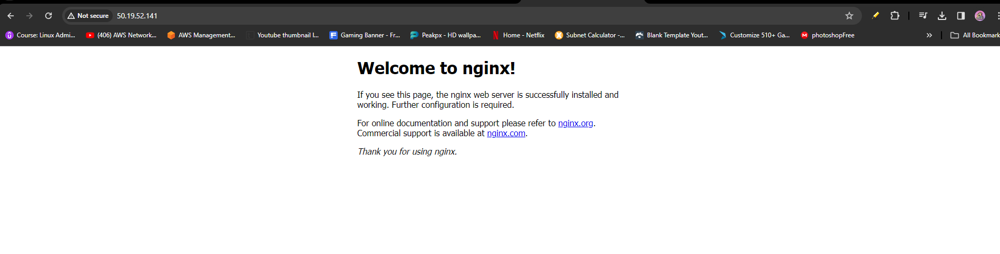 Not secure 50.19.52.141
Course: Linux Admi... (406) AWS Network... AWS Management... Youtube thumbnail I... Gaming Banner - Fr... Peakpx - HD wallpa... Home - Netflix Subnet Calculator -... Blank Template Yout... Customize 510+ Ga... photoshopFree » All Bookmark
Welcome to nginx!
If you see this page, the nginx web server is successfully installed and
working. Further configuration is required.
For online documentation and support please refer to nginx.org.
Commercial support is available at nginx.com.
Thank you for using nginx.